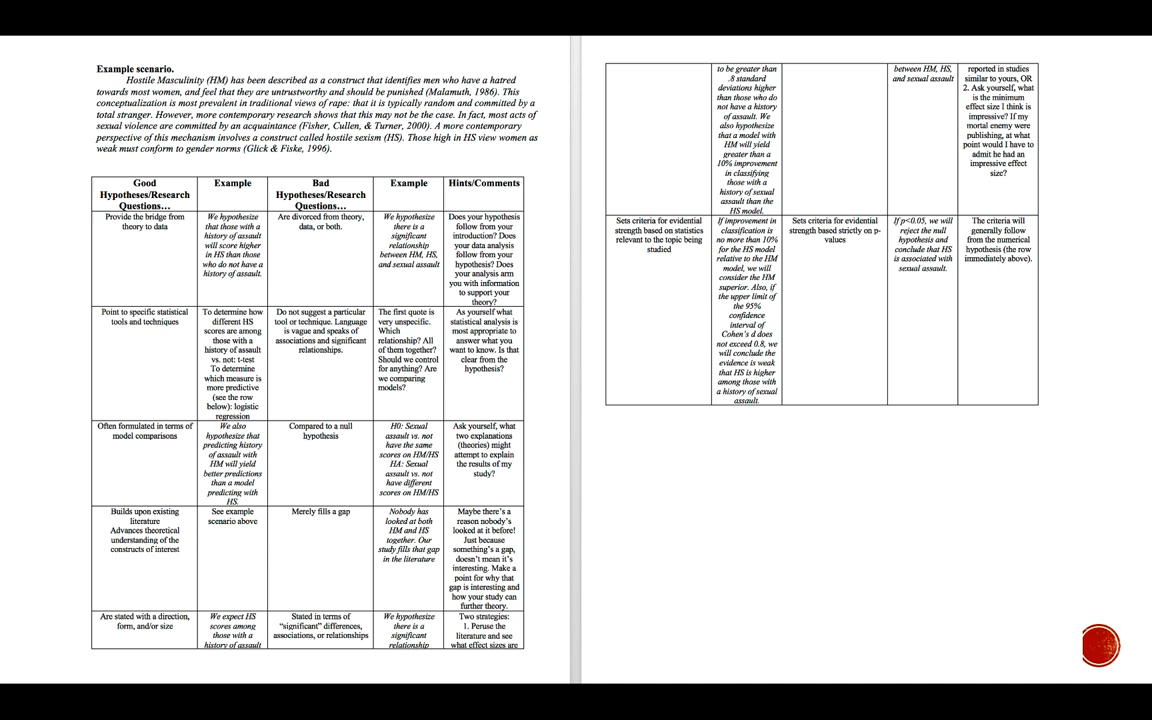 Example scenario.
Hostile Masculinity (HM) has been described as a construct that identifies men who have a hatred
towards most women, and feel that they are untrustworthy and should be punished (Malamuth, 1986). This
conceptualization is most prevalent in traditional views of rape: that it is typically random and committed by a
total stranger. However, more contemporary research shows that this may not be the case. In fact, most acts of
sexual violence are committed by an acquaintance (Fisher, Cullen, & Turner, 2000). A more contemporary
perspective of this mechanism involves a construct called hostile sexism (HS). Those high in HS view women as
weak must conform to gender norms (Glick & Fiske, 1996).
Good
Hypotheses/Research
Questions…
Example
Bad
Hypotheses/Research
Questions…
Example
Hints/Comments
Provide the bridge from
theory to data
We hypothesize
that those with a
history of assault
will score higher
in HS than those
who do not have a
history of assault.
Are divorced from theory,
data, or both.
We hypothesize
there is a
significant
relationship
between HM, HS,
and sexual assault
Does your hypothesis
follow from your
introduction? Does
your data analysis
follow from your
hypothesis? Does
your analysis arm
you with information
to support your
theory?
Point to specific statistical
tools and techniques
To determine how
different HS
scores are among
those with a
history of assault
vs. not: t-test
To determine
which measure is
more predictive
(see the row
below): logistic
regression
Do not suggest a particular
tool or technique. Language
is vague and speaks of
associations and significant
relationships.
The first quote is
very unspecific.
Which
relationship? All
of them together?
Should we control
for anything? Are
we comparing
models?
As yourself what
statistical analysis is
most appropriate to
answer what you
want to know. Is that
clear from the
hypothesis?
Often formulated in terms of
model comparisons
We also
hypothesize that
predicting history
of assault with
HM will yield
better predictions
than a model
predicting with
HS.
Compared to a null
hypothesis
H0: Sexual
assault vs. not
have the same
scores on HM/HS
HA: Sexual
assault vs. not
have different
scores on HM/HS
Ask yourself, what
two explanations
(theories) might
attempt to explain
the results of my
study?
Builds upon existing
literature
Advances theoretical
understanding of the
constructs of interest
See example
scenario above
Merely fills a gap
Nobody has
looked at both
HM and HS
together. Our
study fills that gap
in the literature
Maybe there's a
reason nobody's
looked at it before!
Just because
something's a gap,
doesn't mean it's
interesting. Make a
point for why that
gap is interesting and
how your study can
further theory.
Are stated with a direction,
form, and/or size
We expect HS
scores among
those with a
history of assault
Stated in terms of
“significant” differences,
associations, or relationships
We hypothesize
there is a
significant
relationship
Two strategies:
1. Peruse the
literature and see
what effect sizes are
to be greater than
.8 standard
deviations higher
than those who do
not have a history
of assault. We
also hypothesize
that a model with
HM will yield
greater than a
10% improvement
in classifying
those with a
history of sexual
assault than the
HS model.
between HM, HS,
and sexual assault
reported in studies
similar to yours, OR
2. Ask yourself, what
is the minimum
effect size I think is
impressive? If my
mortal enemy were
publishing, at what
point would I have to
admit he had an
impressive effect
size?
Sets criteria for evidential
strength based on statistics
relevant to the topic being
studied
If improvement in
classification is
no more than 10%
for the HS model
relative to the HM
model, we will
consider the HM
superior. Also, if
the upper limit of
the 95%
confidence
interval of
Cohen's d does
not exceed 0.8, we
will conclude the
evidence is weak
that HS is higher
among those with
a history of sexual
assault.
Sets criteria for evidential
strength based strictly on p-
values
If p<0.05, we will
reject the null
hypothesis and
conclude that HS
is associated with
sexual assault.
The criteria will
generally follow
from the numerical
hypothesis (the row
immediately above).